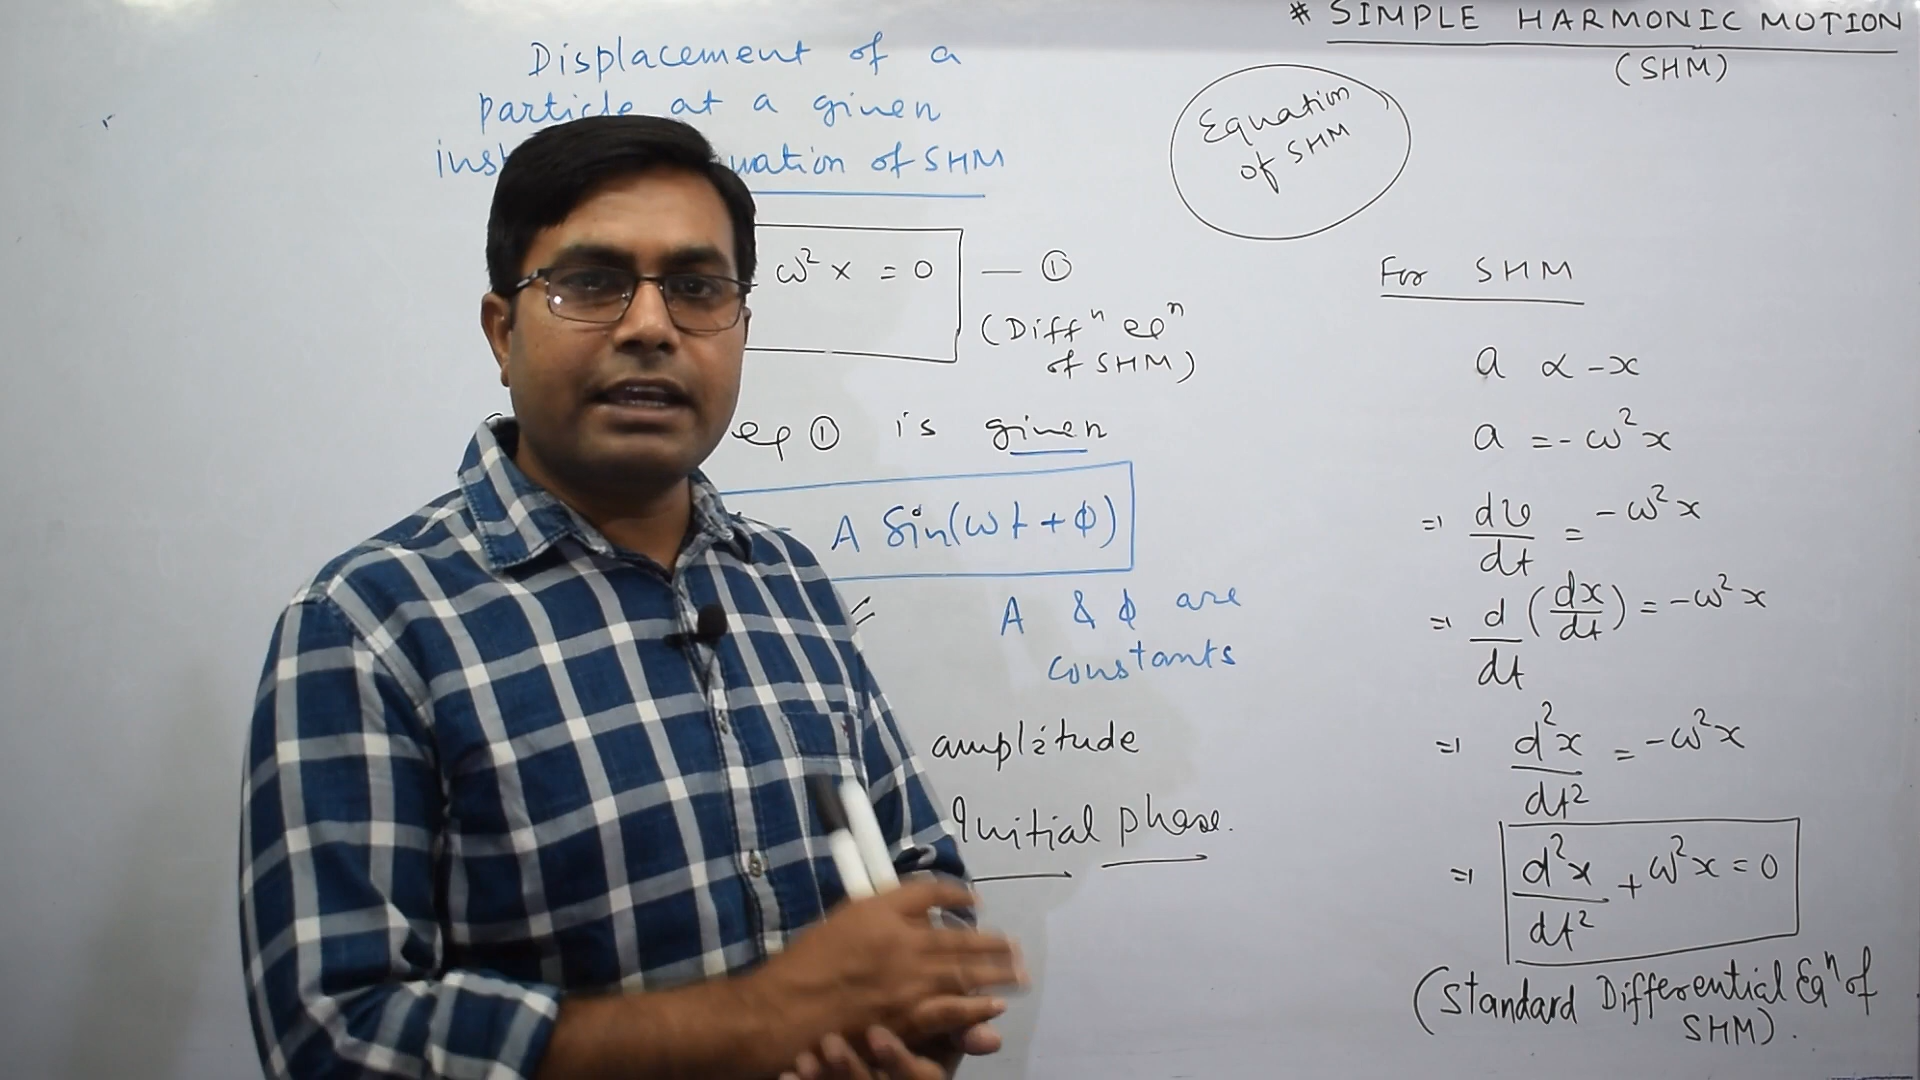 # SIMPLE HARMONIC MOTION
(SHM)
Displacement of a
particle at a given
uation of SHM
Equation
of SHM
ω²x = 0 — ①
(Diffⁿ eqⁿ
of SHM)
eq ① is given
A Sin(ωt + ϕ)
A & ϕ are
constants
amplitude
Initial phase.
For SHM
a ∝ -x
a = -ω²x
⇒ dv/dt = -ω²x
⇒ d/dt (dx/dt) = -ω²x
⇒ d²x/dt² = -ω²x
⇒ d²x/dt² + ω²x = 0
(Standard Differential Eqⁿ of
SHM).